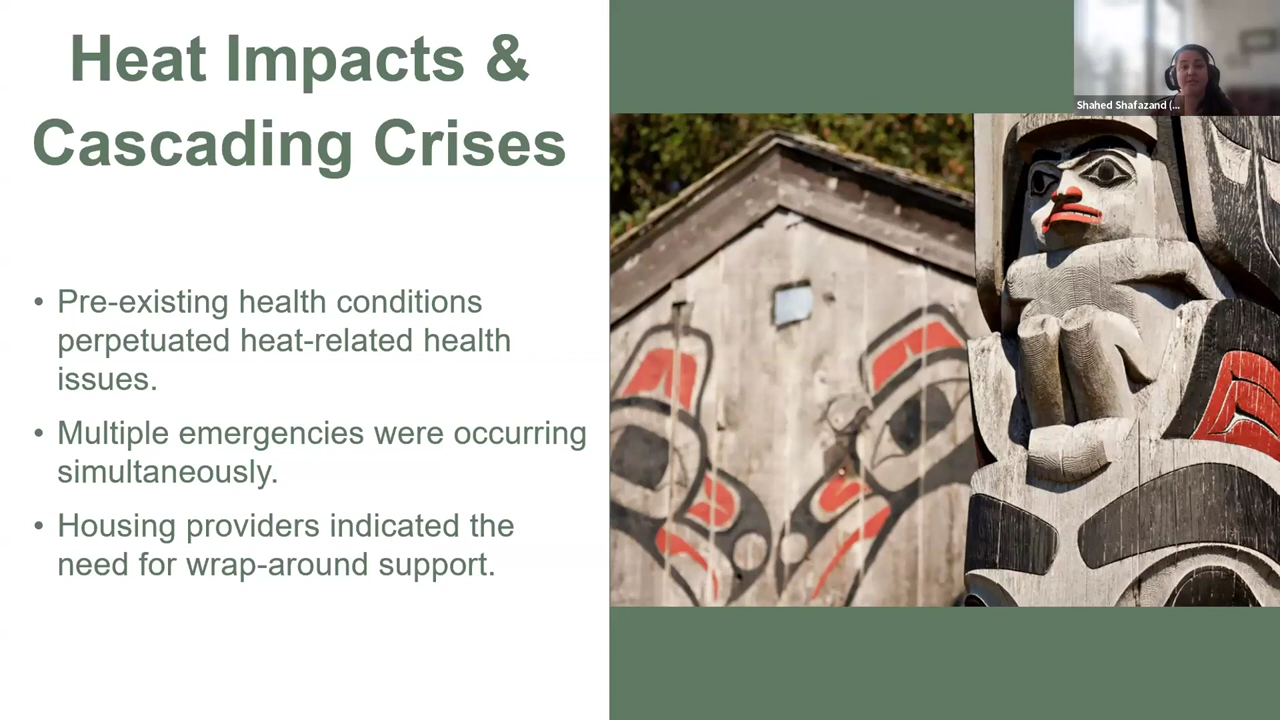 Heat Impacts &
Cascading Crises
• Pre-existing health conditions
perpetuated heat-related health
issues.
• Multiple emergencies were occurring
simultaneously.
• Housing providers indicated the
need for wrap-around support.
Shahed Shafazand (...